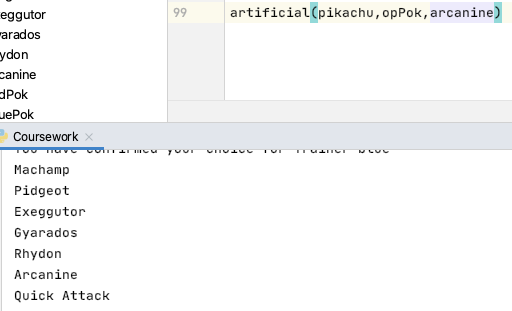 99 artificial(pikachu,opPok,arcanine)
eggutor
arados
ydon
canine
dPok
uePok
Coursework
You have confirmed your choice for Trainer blue
Machamp
Pidgeot
Exeggutor
Gyarados
Rhydon
Arcanine
Quick Attack